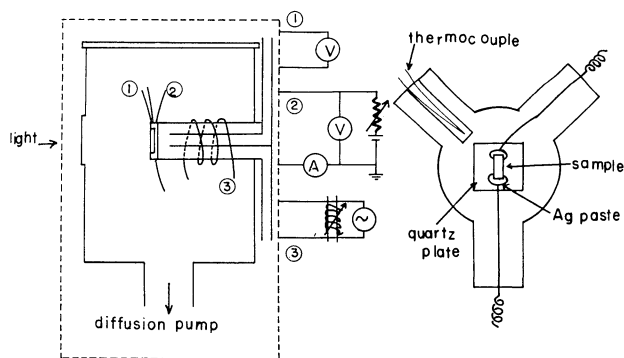 ①
V
thermocouple
① ②
②
light
V
A
③
sample
Ag paste
quartz
plate
~
③
diffusion pump